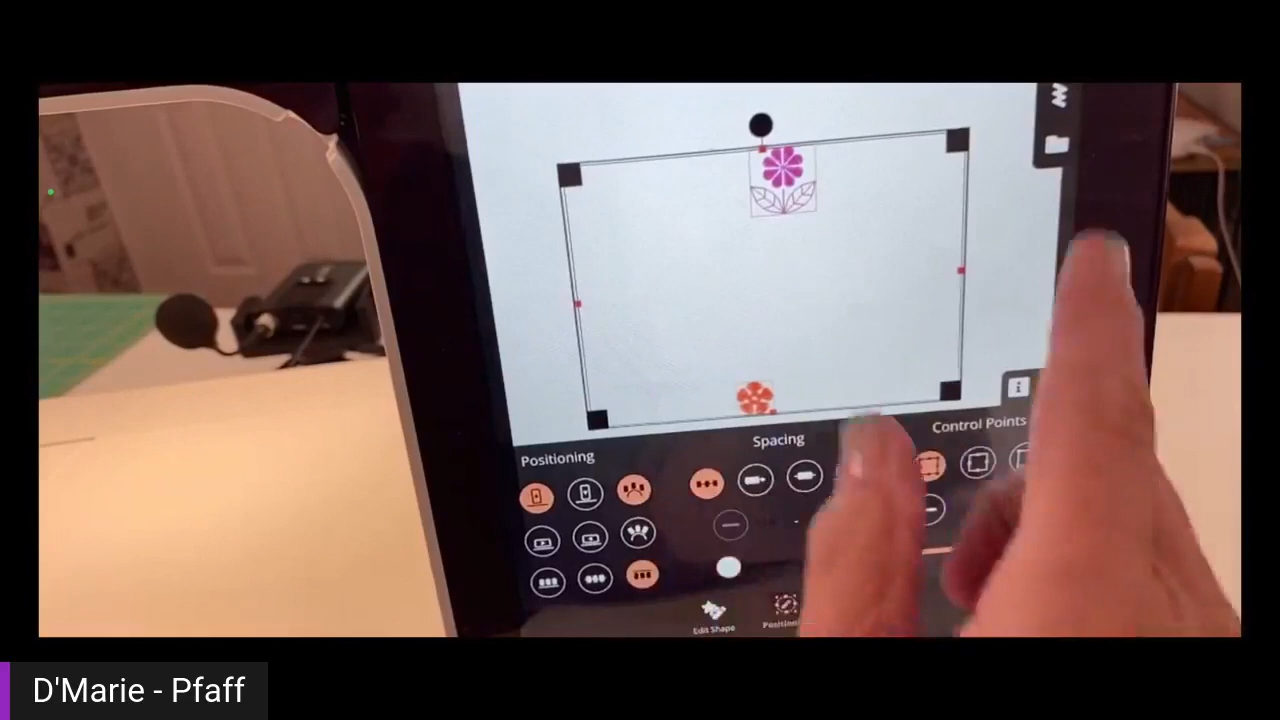 Control Points
Spacing
Positioning
Edit Shape
D'Marie - Pfaff